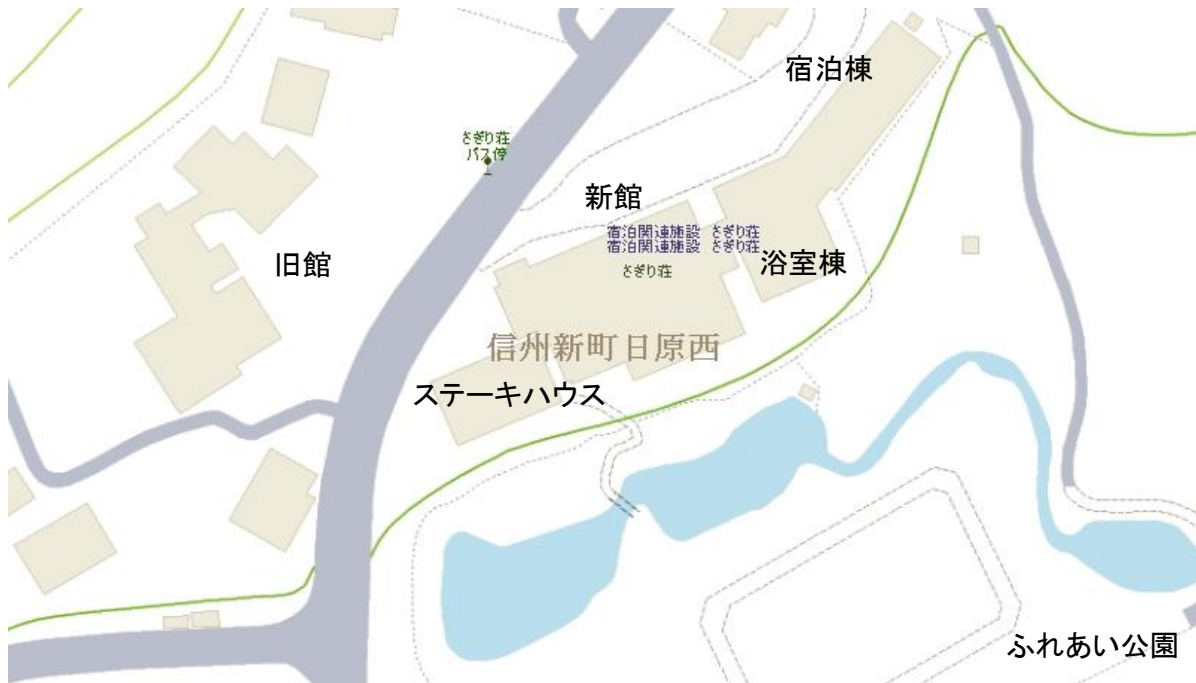 宿泊棟
さぎり荘
バス停
新館
宿泊関連施設 さぎり荘
宿泊関連施設 さぎり荘
さぎり荘
浴室棟
旧館
信州新町日原西
ステーキハウス
ふれあい公園